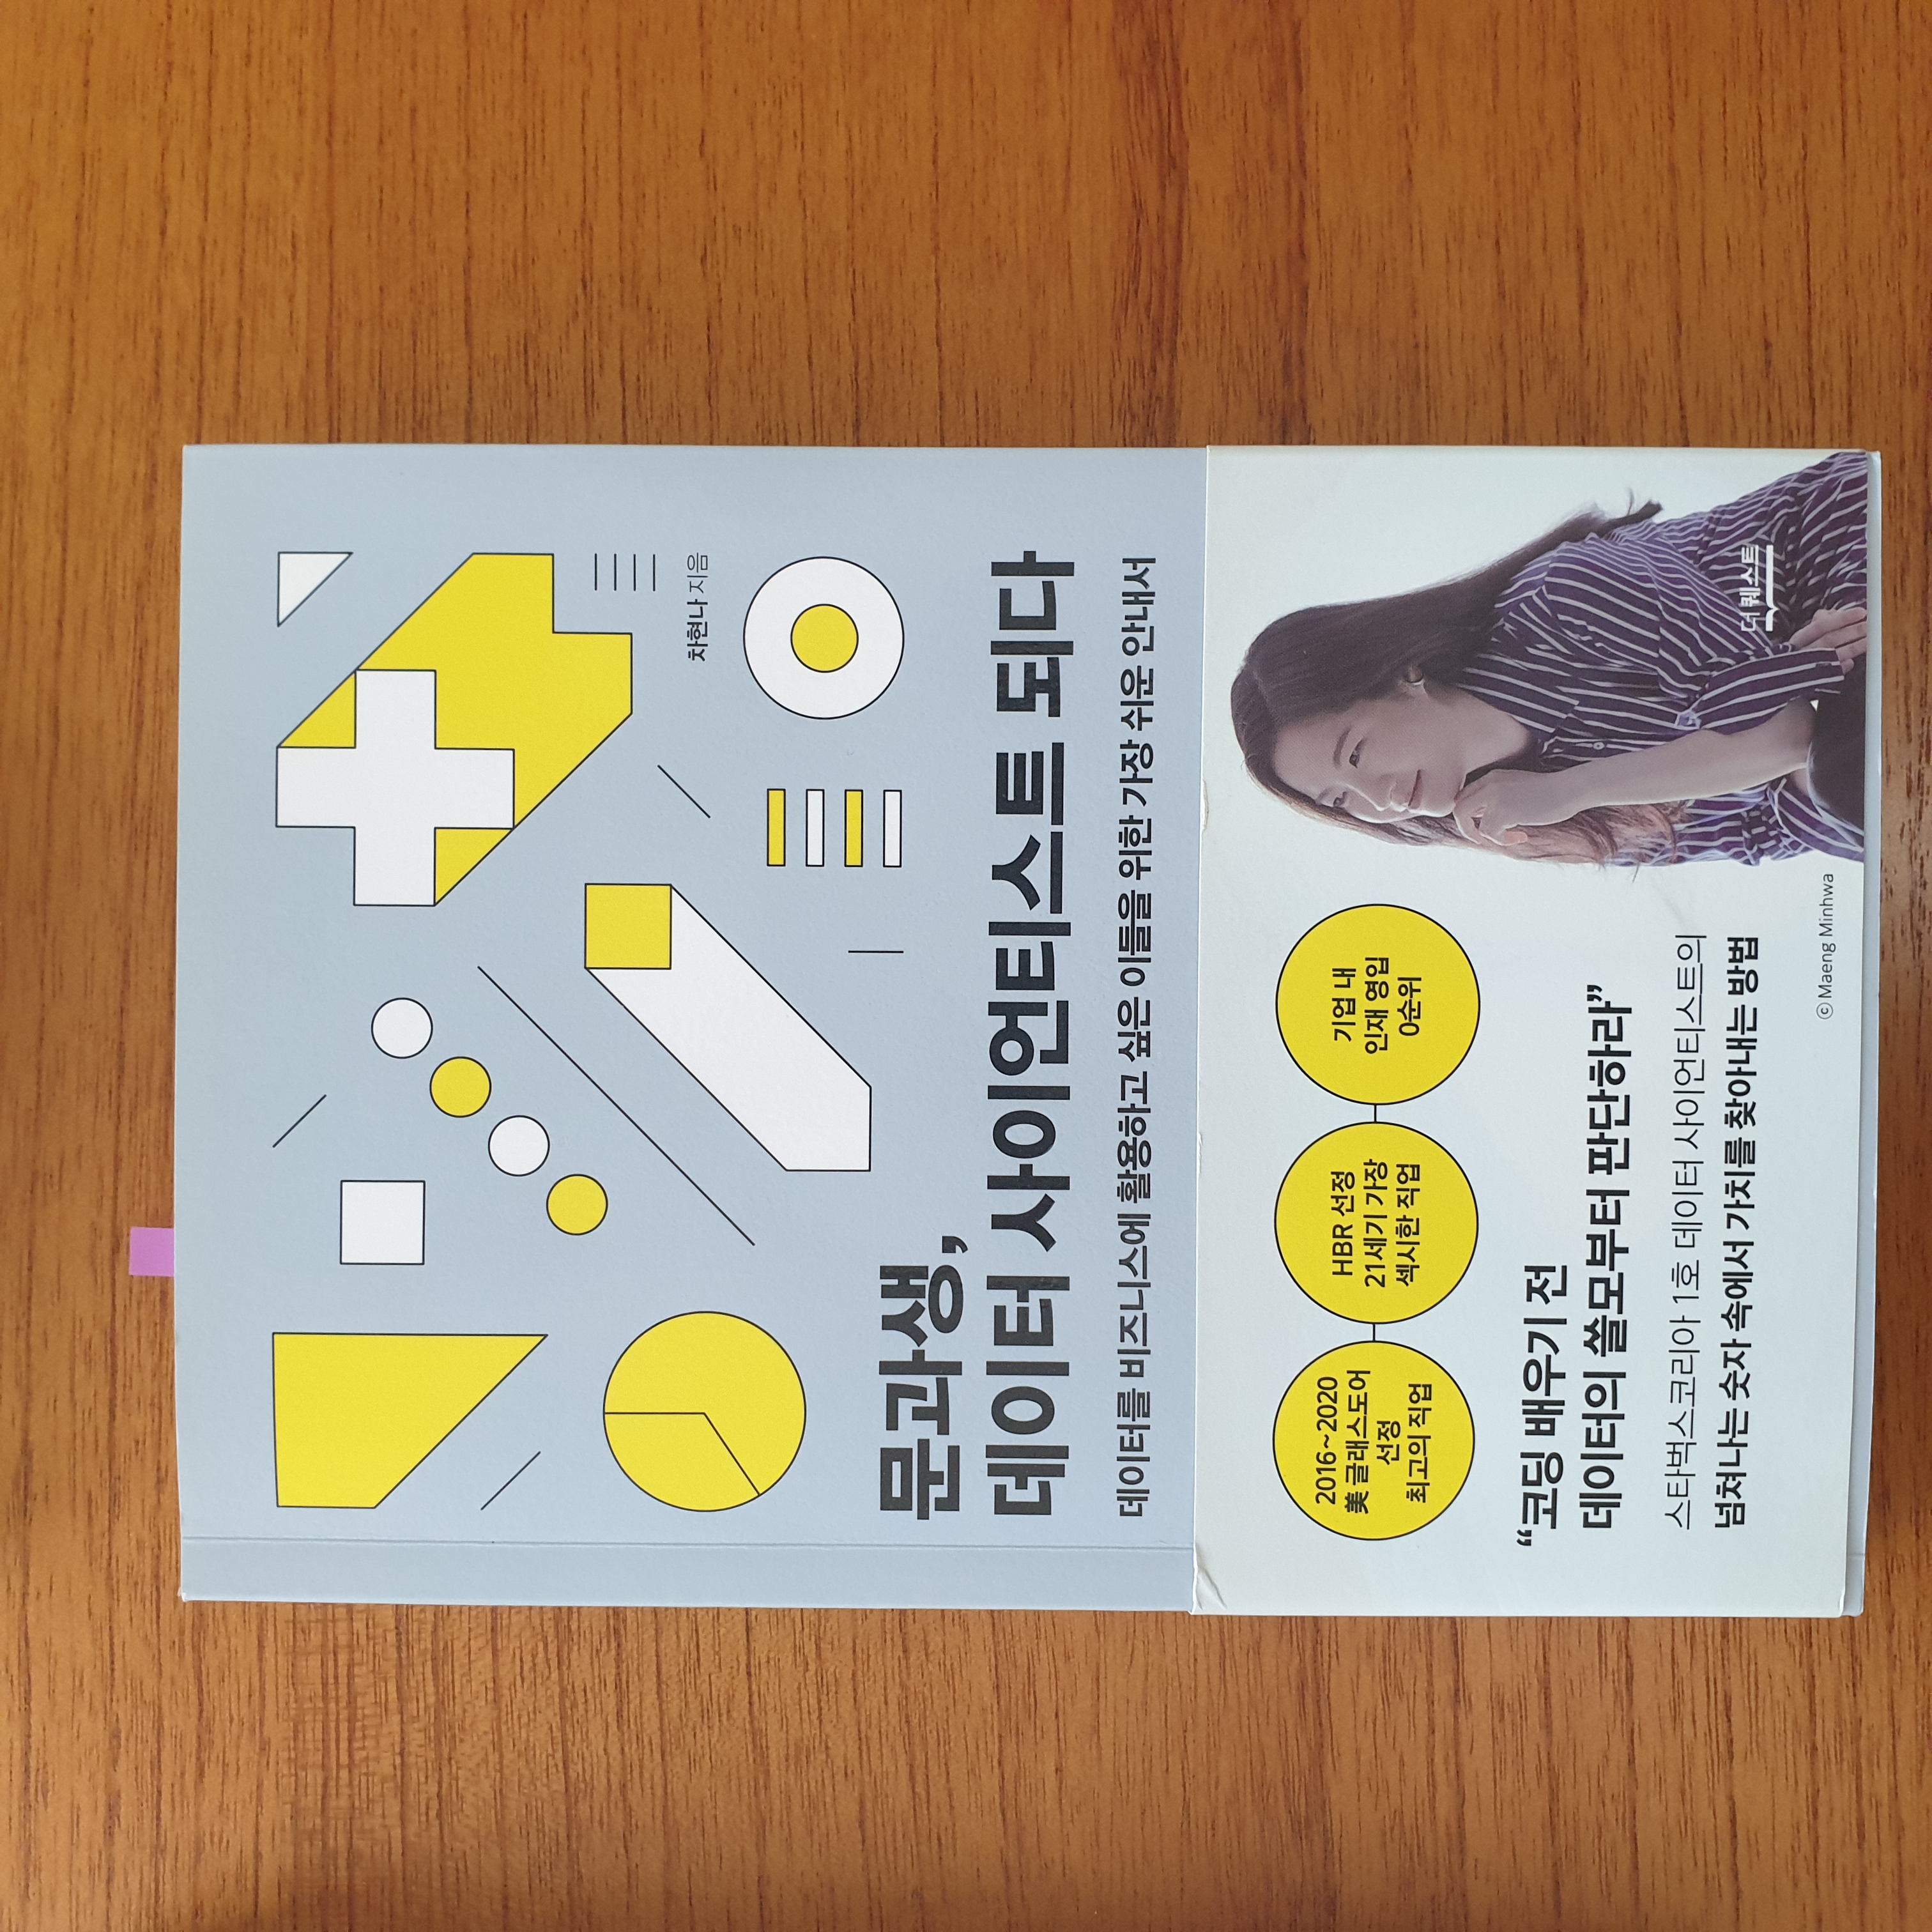 차현나 지음
문과생,
데이터 사이언티스트 되다
데이터를 비즈니스에 활용하고 싶은 이들을 위한 가장 쉬운 안내서
2016~2020
美 글래스도어
선정
최고의 직업
HBR 선정
21세기 가장
섹시한 직업
기업 내
인재 영입
0순위
“코딩 배우기 전
데이터의 쓸모부터 판단하라”
스타벅스코리아 1호 데이터 사이언티스트의
넘쳐나는 숫자 속에서 가치를 찾아내는 방법
더퀘스트
ⓒ Maeng Minhwa